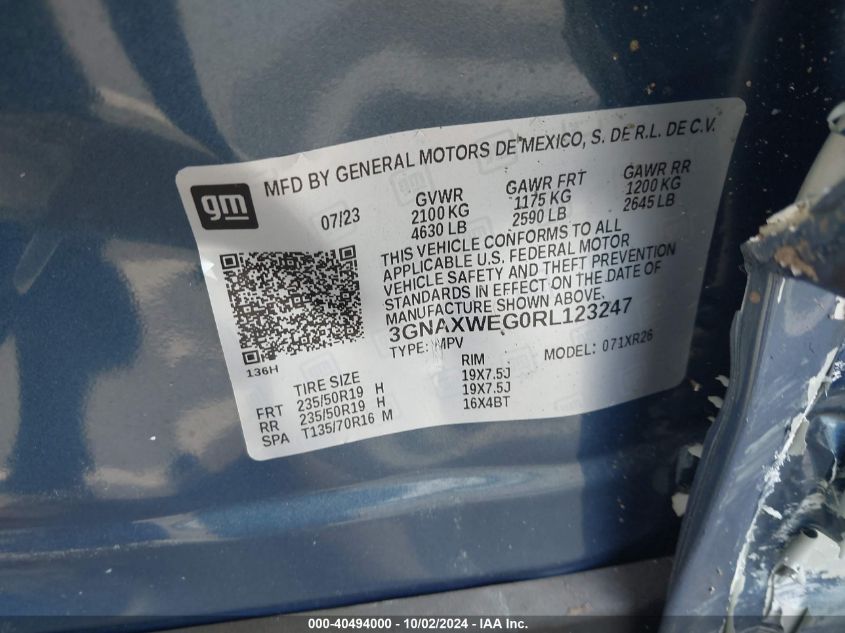 gm
MFD BY GENERAL MOTORS DE MEXICO, S. DE R.L. DE C.V.
07/23
GVWR
2100 KG
4630 LB
GAWR FRT
1175 KG
2590 LB
GAWR RR
1200 KG
2645 LB
THIS VEHICLE CONFORMS TO ALL
APPLICABLE U.S. FEDERAL MOTOR
VEHICLE SAFETY AND THEFT PREVENTION
STANDARDS IN EFFECT ON THE DATE OF
MANUFACTURE SHOWN ABOVE.
3GNAXWEG0RL123247
TYPE: MPV
MODEL: 071XR26
136H
TIRE SIZE
RIM
FRT 235/50R19 H 19X7.5J
RR 235/50R19 H 19X7.5J
SPA T135/70R16 M 16X4BT
000-40494000 - 10/02/2024 - IAA Inc.